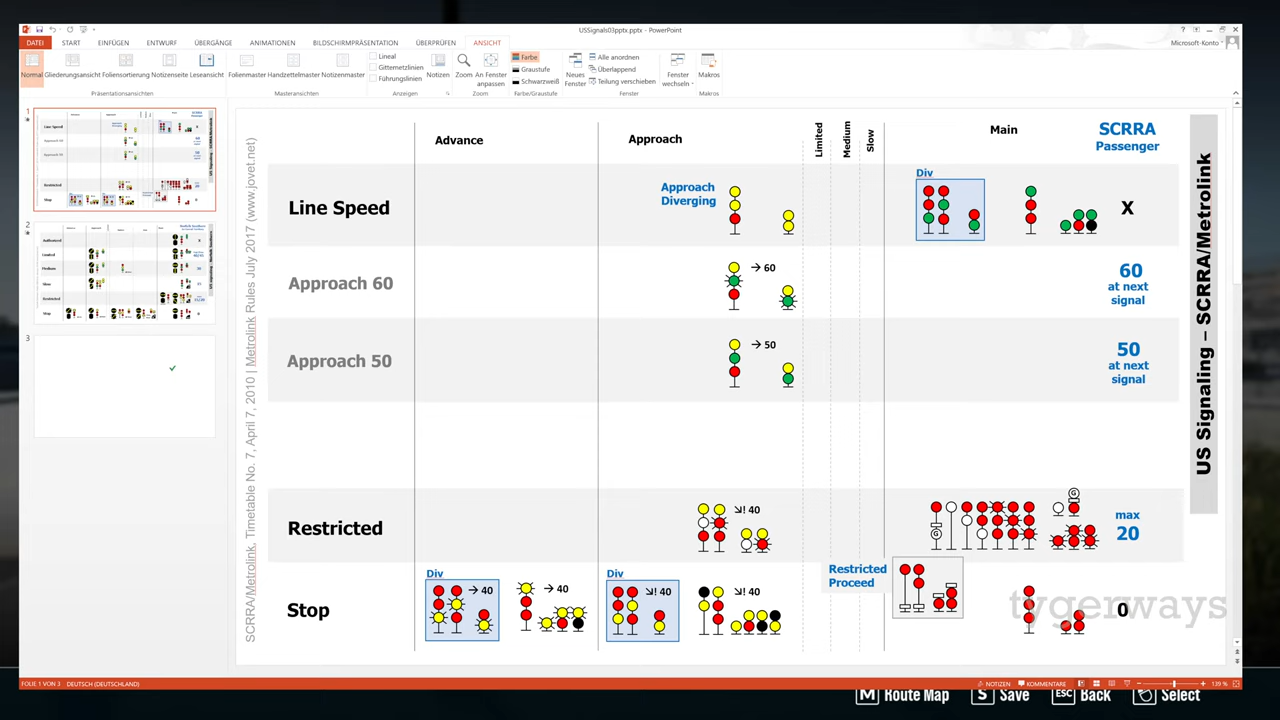 USSignals03pptx.pptx - PowerPoint
DATEI START EINFÜGEN ENTWURF ÜBERGÄNGE ANIMATIONEN BILDSCHIRMPRÄSENTATION ÜBERPRÜFEN ANSICHT
Microsoft-Konto
Normal Gliederungsansicht Foliensortierung Notizenseite Leseansicht
Präsentationsansichten
Folienmaster Handzettelmaster Notizenmaster
Masteransichten
Lineal
Gitternetzlinien
Führungslinien
Anzeigen
Notizen
Zoom An Fenster anpassen
Zoom
Farbe
Graustufe
Schwarzweiß
Farbe/Graustufe
Neues Fenster
Alle anordnen
Überlappend
Teilung verschieben
Fenster wechseln
Fenster
Makros
Makros
1
2
3
SCRRA/Metrolink, Timetable No. 7, April 7, 2010 | Metrolink Rules July 2017 (www.jovet.net)
Advance
Approach
Limited
Medium
Slow
Main
SCRRA
Passenger
US Signaling – SCRRA/Metrolink
Line Speed
Approach
Diverging
Div
X
Approach 60
→ 60
60
at next
signal
Approach 50
→ 50
50
at next
signal
Restricted
↘! 40
G
G
max
20
Stop
Div
→ 40
→ 40
Div
↘! 40
↘! 40
Restricted
Proceed
0
tygerways
FOLIE 1 VON 3 DEUTSCH (DEUTSCHLAND)
NOTIZEN KOMMENTARE 139 %
M Route Map S Save ESC Back Select